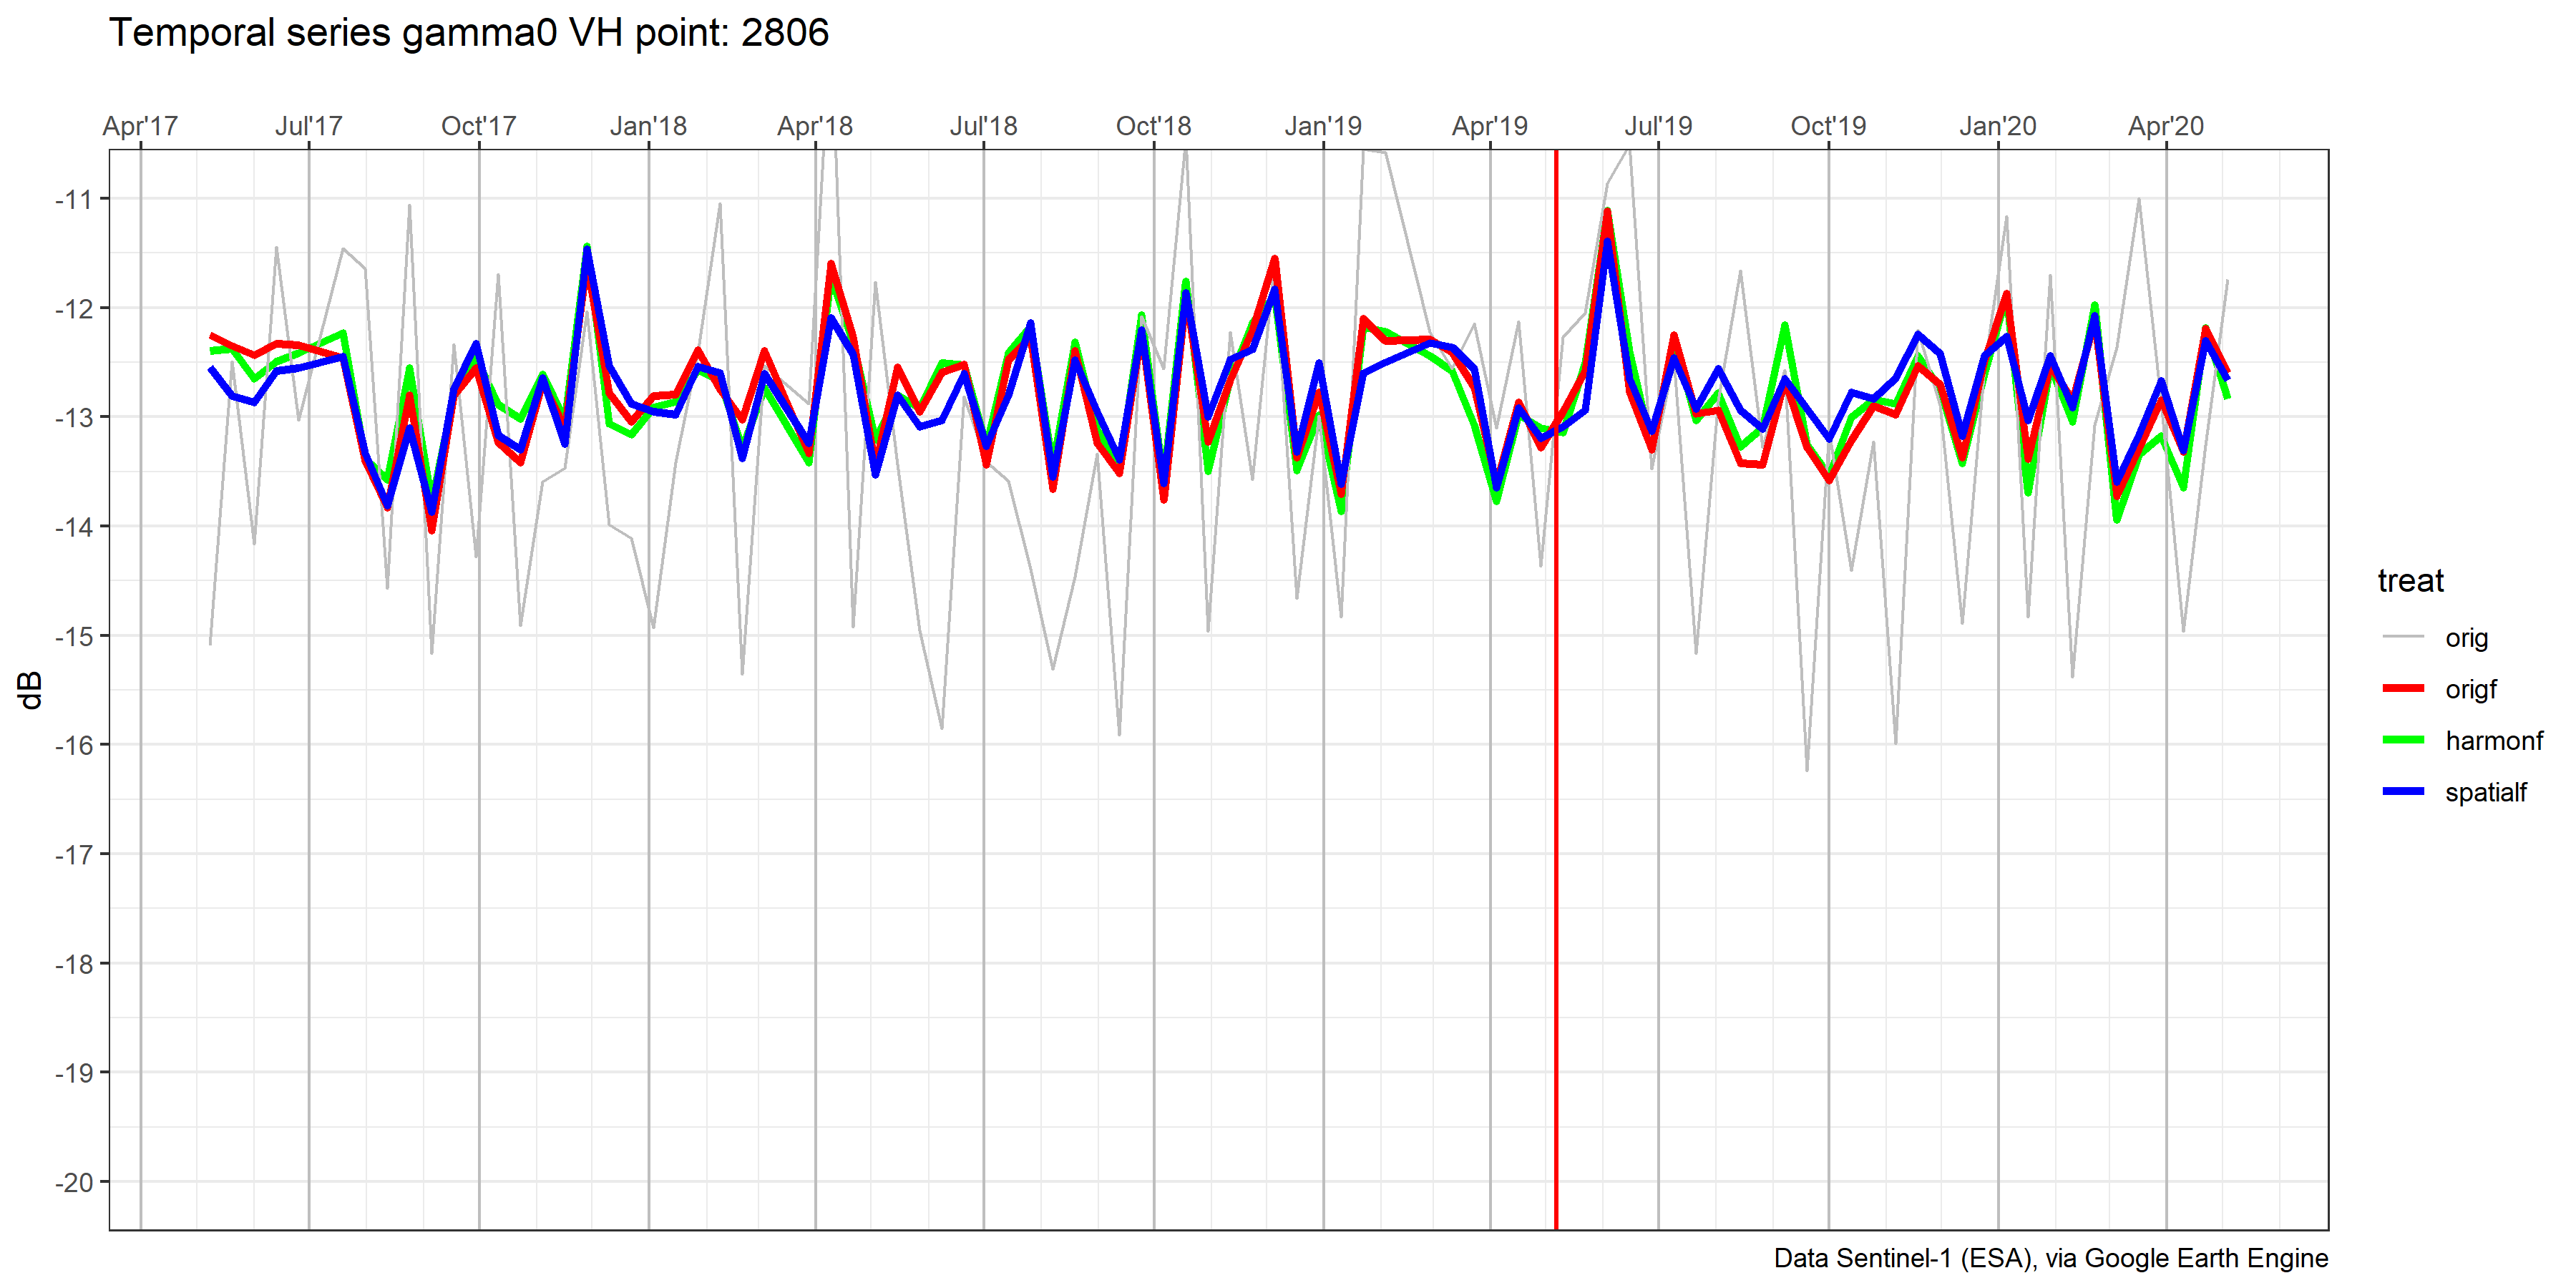 Temporal series gamma0 VH point: 2806
Apr'17 Jul'17 Oct'17 Jan'18 Apr'18 Jul'18 Oct'18 Jan'19 Apr'19 Jul'19 Oct'19 Jan'20 Apr'20
-11
-12
-13
-14
-15
-16
-17
-18
-19
-20
dB
treat
orig
origf
harmonf
spatialf
Data Sentinel-1 (ESA), via Google Earth Engine